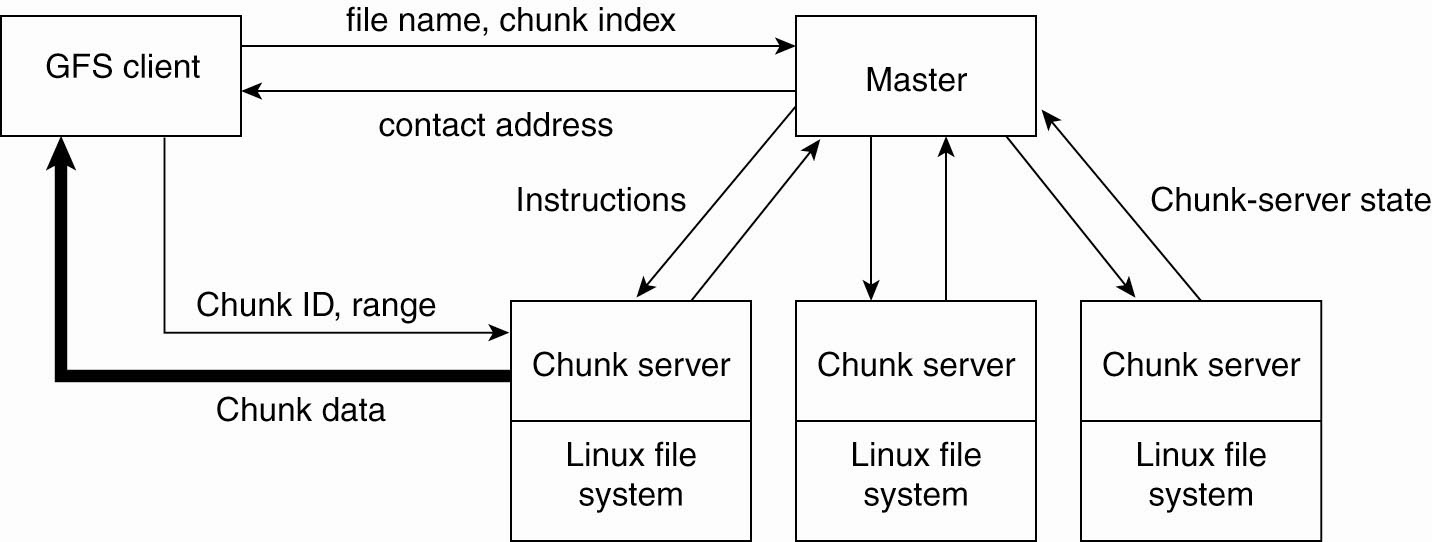 file name, chunk index
GFS client
Master
contact address
Instructions
Chunk-server state
Chunk ID, range
Chunk server
Chunk server
Chunk server
Chunk data
Linux file
system
Linux file
system
Linux file
system